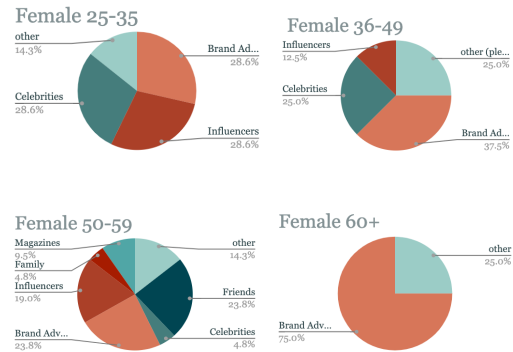 Female 25-35
other
14.3%
Brand Ad...
28.6%
Celebrities
28.6%
Influencers
28.6%
Female 36-49
Influencers
12.5%
other (ple...
25.0%
Celebrities
25.0%
Brand Ad...
37.5%
Female 50-59
Magazines
9.5%
other
14.3%
Family
4.8%
Influencers
19.0%
Friends
23.8%
Brand Adv...
23.8%
Celebrities
4.8%
Female 60+
other
25.0%
Brand Adv...
75.0%